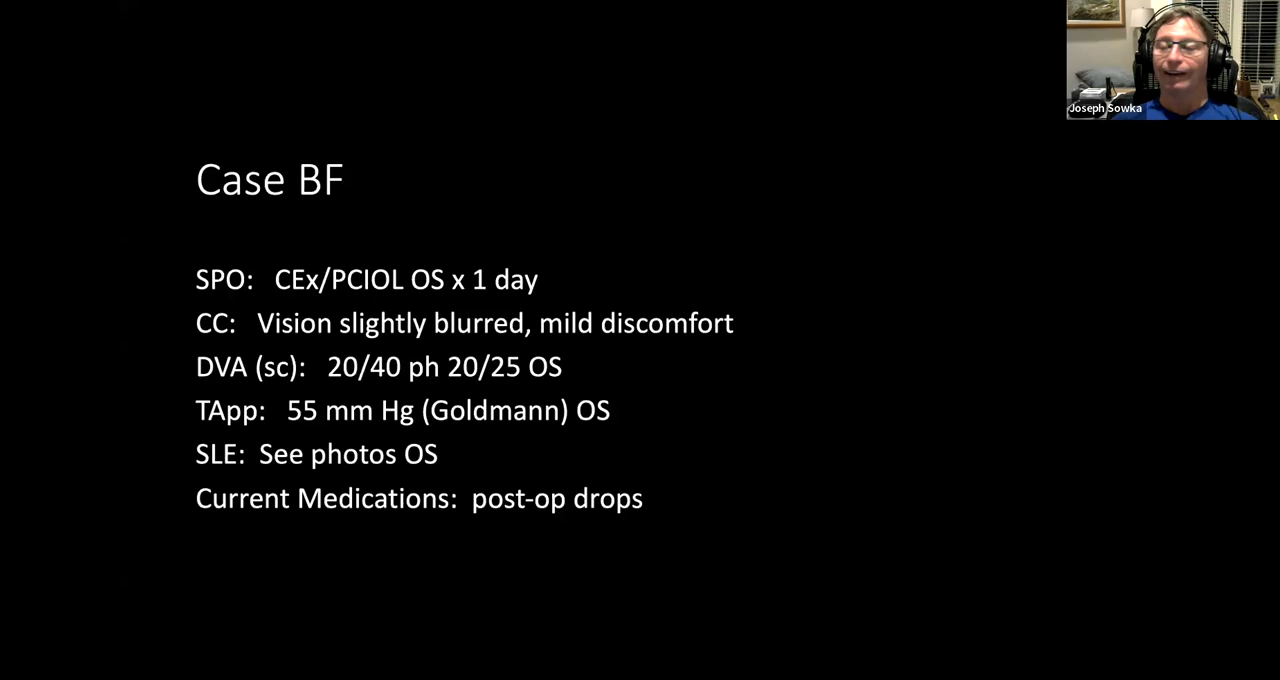 Joseph Sowka
Case BF
SPO: CEx/PCIOL OS x 1 day
CC: Vision slightly blurred, mild discomfort
DVA (sc): 20/40 ph 20/25 OS
TApp: 55 mm Hg (Goldmann) OS
SLE: See photos OS
Current Medications: post-op drops